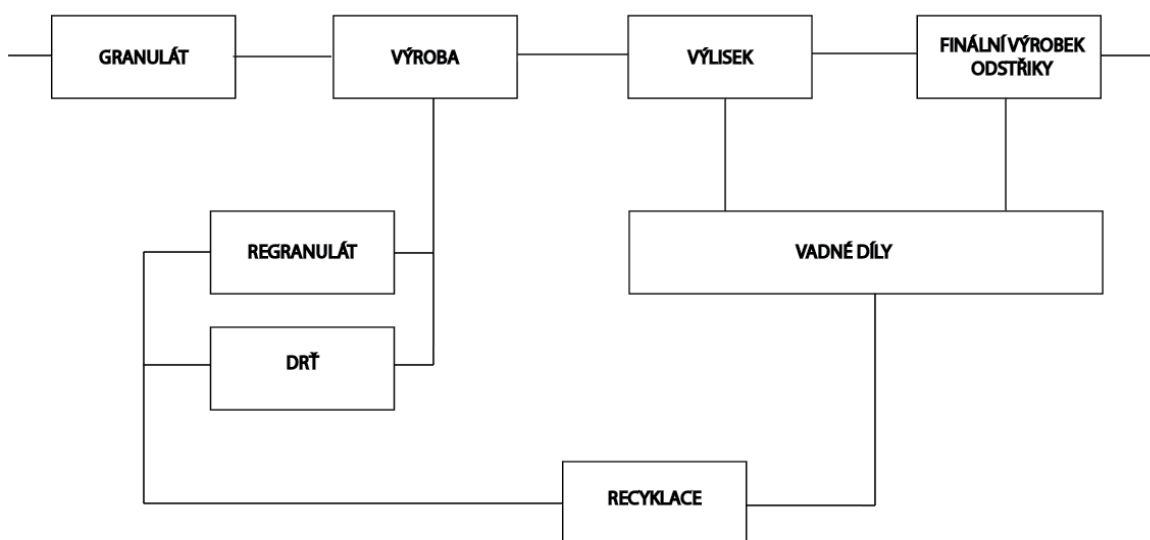 GRANULÁT
VÝROBA
VÝLISEK
FINÁLNÍ VÝROBEK
ODSTŘIKY
REGRANULÁT
VADNÉ DÍLY
DRŤ
RECYKLACE